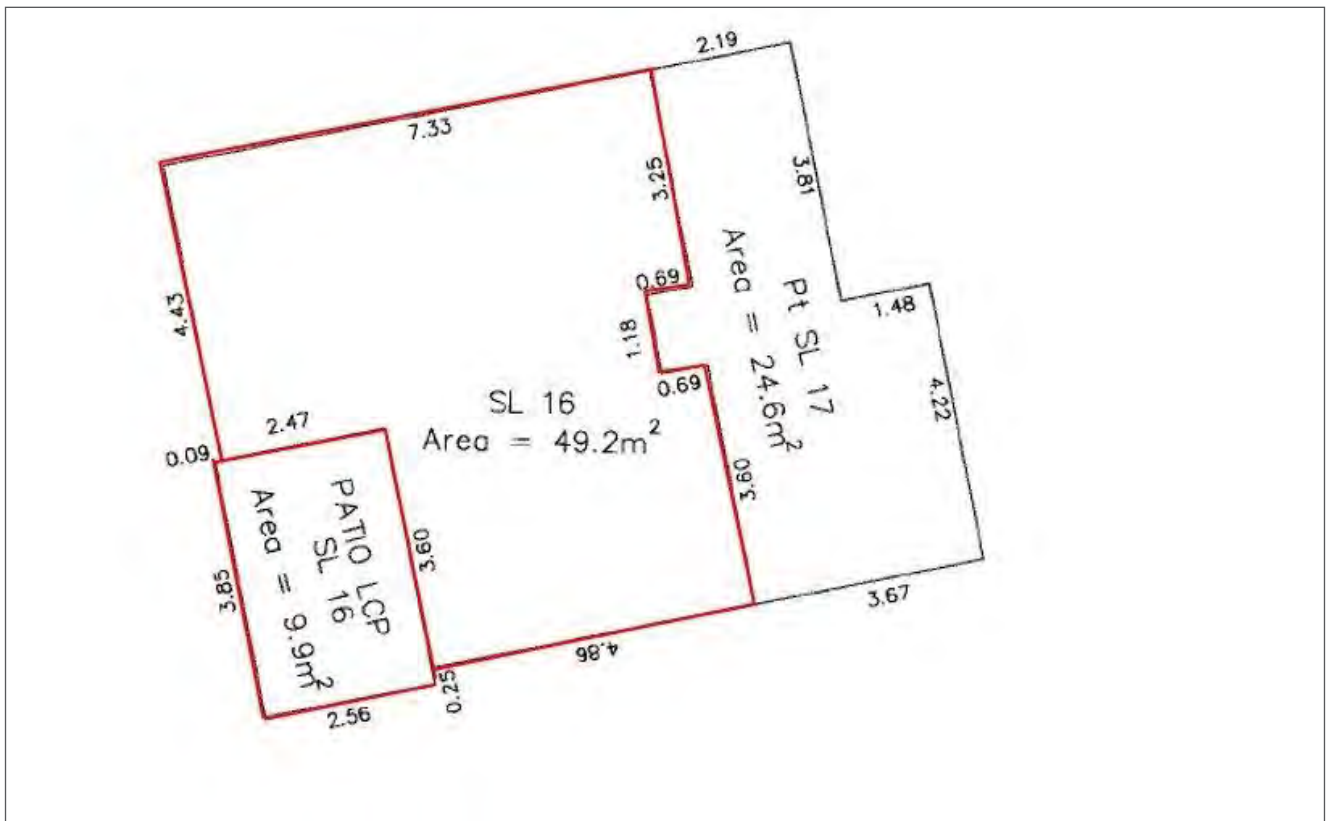 2.19
7.33
3.25
3.81
0.69
1.48
4.43
1.18
0.69
Pt SL 17
Area = 24.6m²
4.22
SL 16
Area = 49.2m²
2.47
0.09
3.60
PATIO LCP
SL 16
Area = 9.9m²
3.85
3.60
4.86
3.67
0.25
2.56